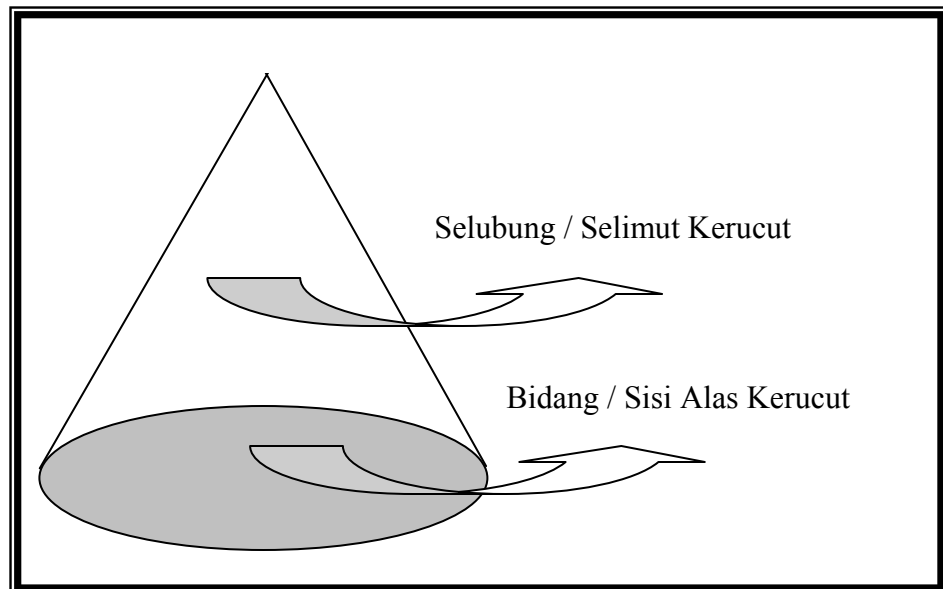 Selubung / Selimut Kerucut
Bidang / Sisi Alas Kerucut